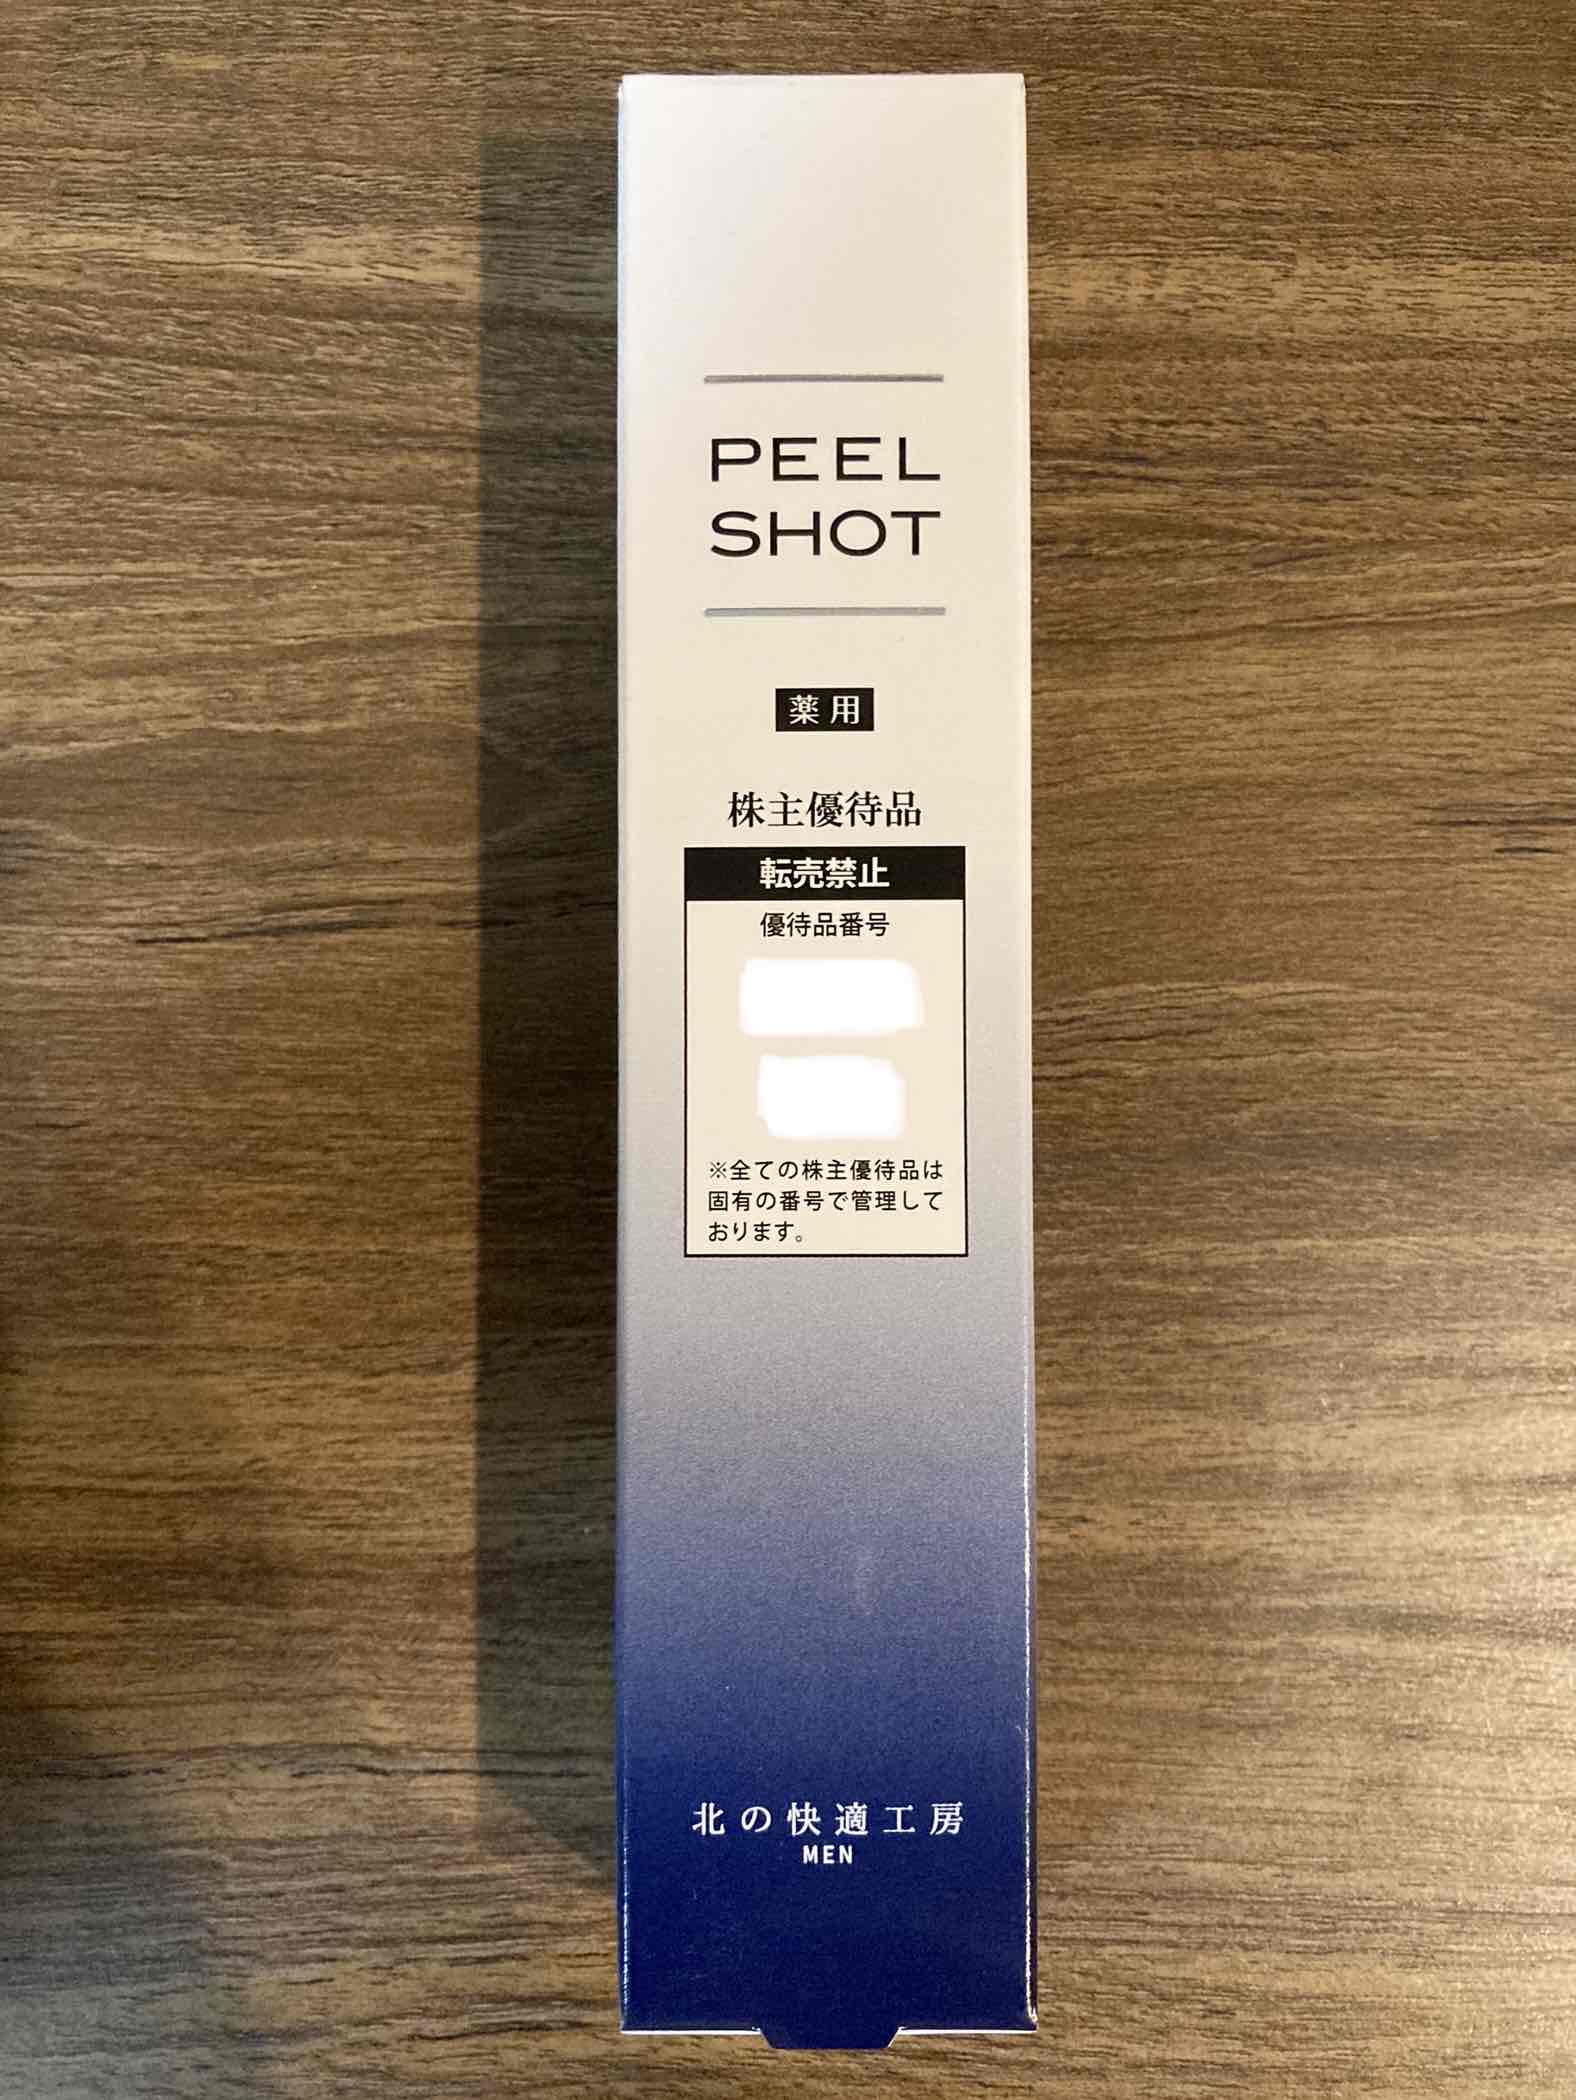 PEEL
SHOT
薬用
株主優待品
転売禁止
優待品番号
※全ての株主優待品は
固有の番号で管理して
おります。
北の快適工房
MEN